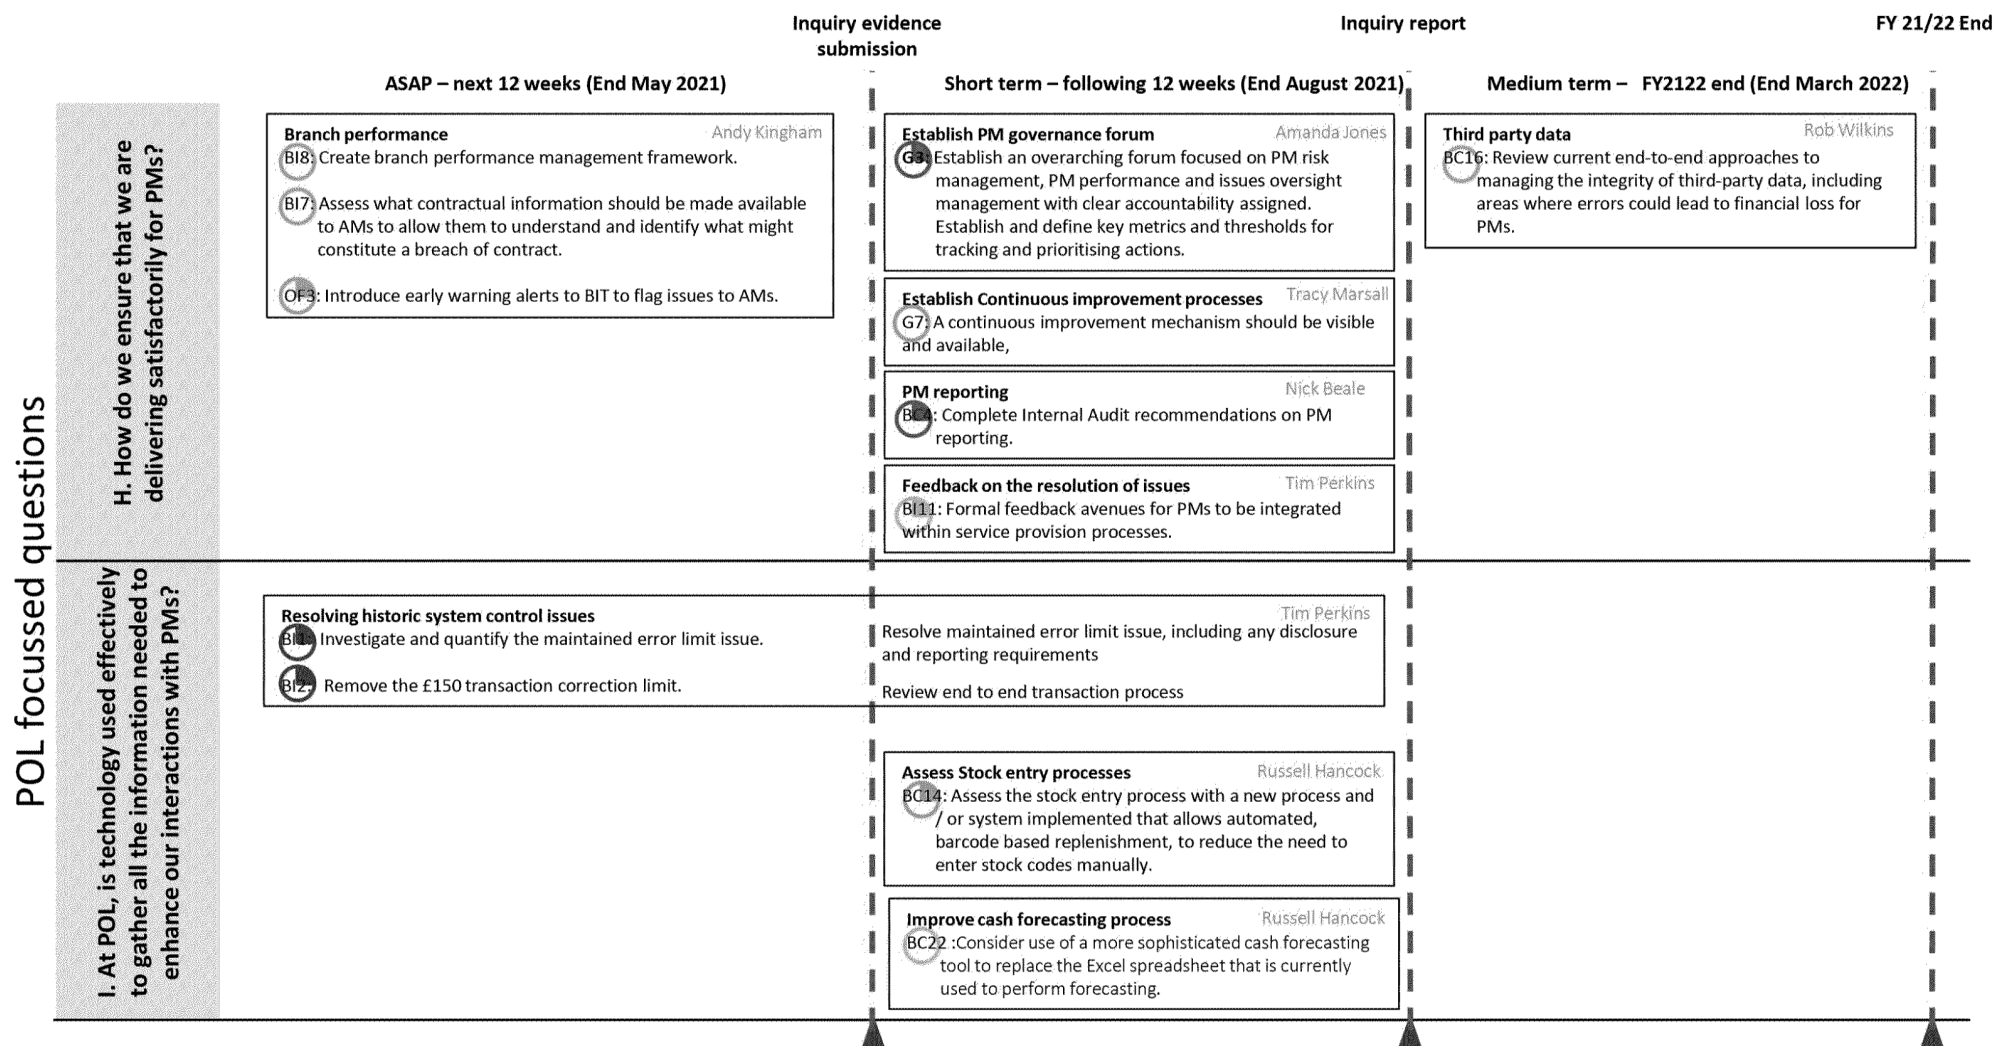 Inquiry evidence
submission
Inquiry report
FY 21/22 End
ASAP – next 12 weeks (End May 2021)
Short term – following 12 weeks (End August 2021)
Medium term – FY2122 end (End March 2022)
POL focussed questions
H. How do we ensure that we are
delivering satisfactorily for PMs?
Branch performance
Andy Kingham
BI8: Create branch performance management framework.
BI7: Assess what contractual information should be made available
to AMs to allow them to understand and identify what might
constitute a breach of contract.
OF3: Introduce early warning alerts to BIT to flag issues to AMs.
Establish PM governance forum
Amanda Jones
G3: Establish an overarching forum focused on PM risk
management, PM performance and issues oversight
management with clear accountability assigned.
Establish and define key metrics and thresholds for
tracking and prioritising actions.
Establish Continuous improvement processes
Tracy Marsall
G7: A continuous improvement mechanism should be visible
and available,
PM reporting
Nick Beale
BC4: Complete Internal Audit recommendations on PM
reporting.
Feedback on the resolution of issues
Tim Perkins
BI11: Formal feedback avenues for PMs to be integrated
within service provision processes.
Third party data
Rob Wilkins
BC16: Review current end-to-end approaches to
managing the integrity of third-party data, including
areas where errors could lead to financial loss for
PMs.
I. At POL, is technology used effectively
to gather all the information needed to
enhance our interactions with PMs?
Resolving historic system control issues
Tim Perkins
BI1: Investigate and quantify the maintained error limit issue.
Resolve maintained error limit issue, including any disclosure
and reporting requirements
BI2: Remove the £150 transaction correction limit.
Review end to end transaction process
Assess Stock entry processes
Russell Hancock
BC14: Assess the stock entry process with a new process and
/ or system implemented that allows automated,
barcode based replenishment, to reduce the need to
enter stock codes manually.
Improve cash forecasting process
Russell Hancock
BC22 :Consider use of a more sophisticated cash forecasting
tool to replace the Excel spreadsheet that is currently
used to perform forecasting.